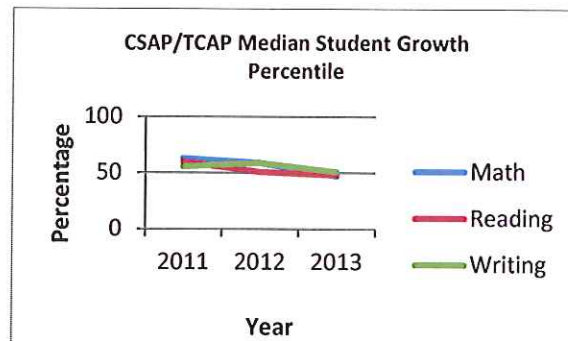 CSAP/TCAP Median Student Growth
Percentile
Percentage
100
50
0
2011 2012 2013
Year
Math
Reading
Writing